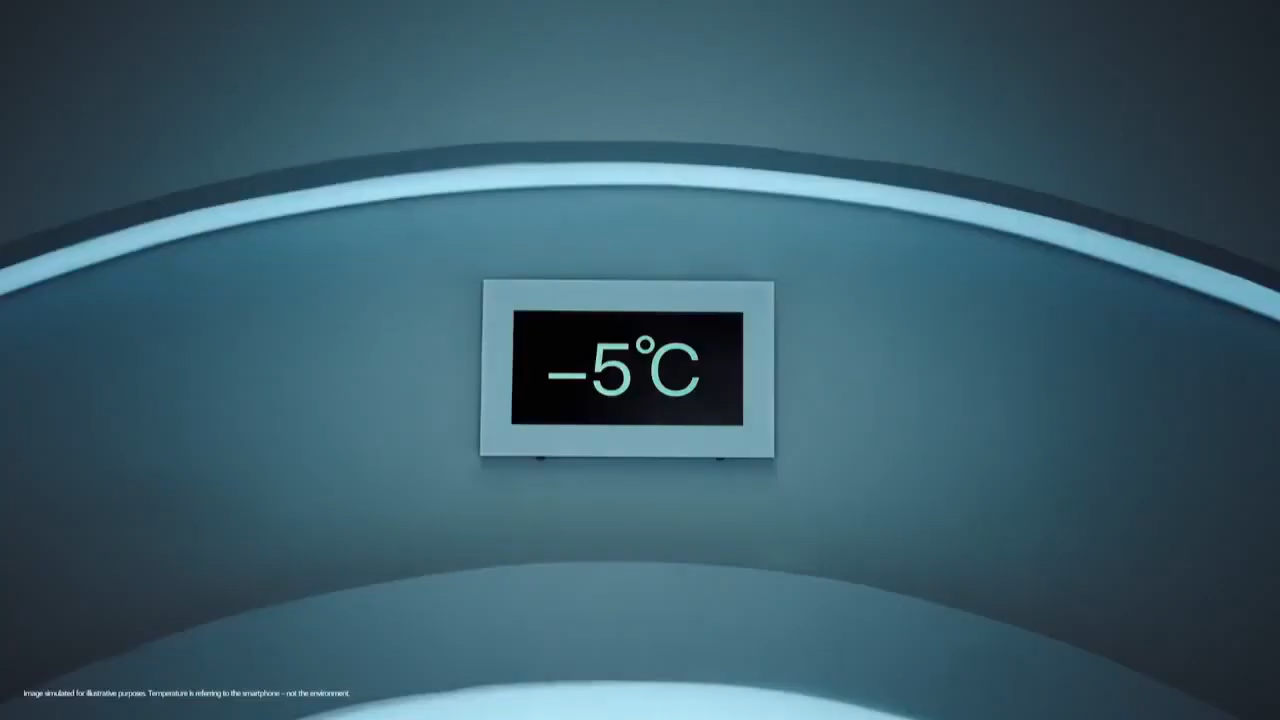 –5°C
Image simulated for illustrative purposes. Temperature is referring to the smartphone – not the environment.